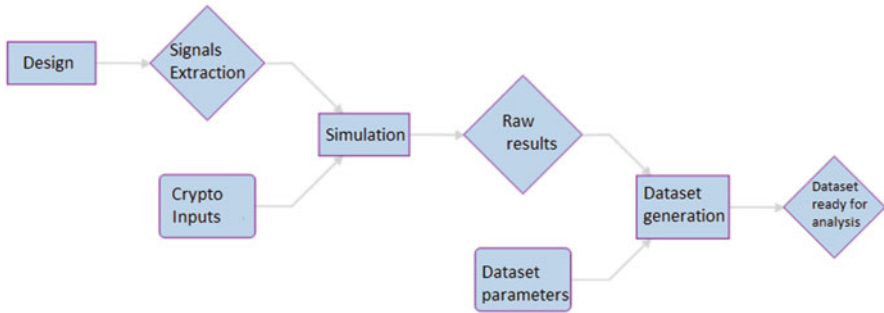 Design
Signals
Extraction
Simulation
Crypto
Inputs
Raw
results
Dataset
generation
Dataset
parameters
Dataset
ready for
analysis